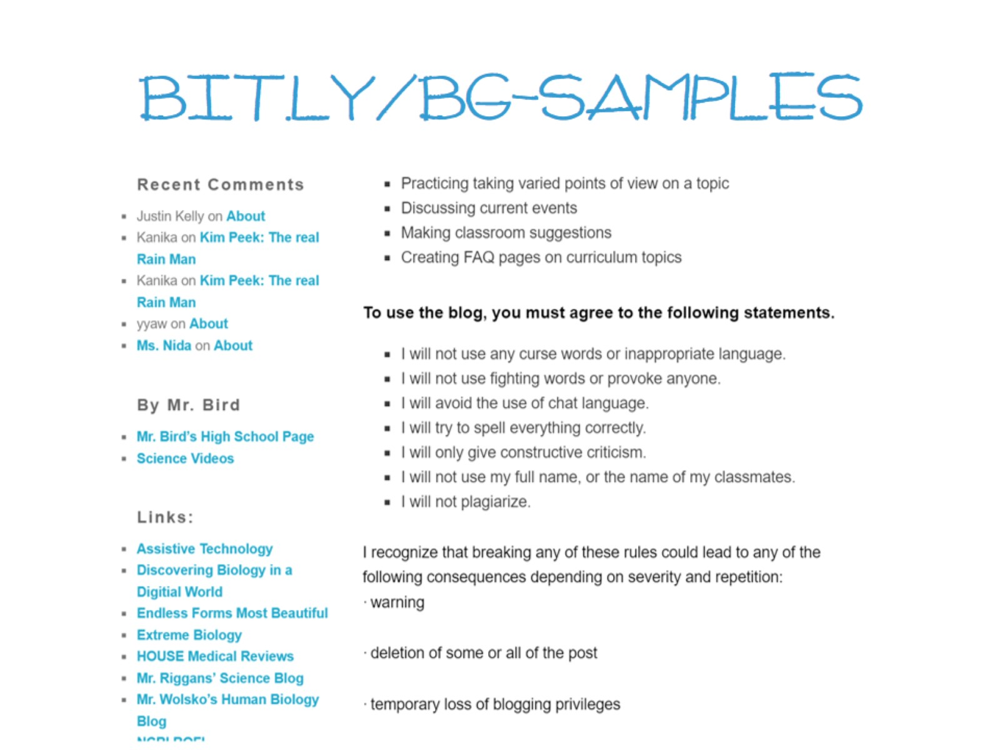 BITLY/BG-SAMPLES
Recent Comments
Justin Kelly on About
Kanika on Kim Peek: The real
Rain Man
Kanika on Kim Peek: The real
Rain Man
yyaw on About
Ms. Nida on About
By Mr. Bird
Mr. Bird's High School Page
Science Videos
Links:
Assistive Technology
Discovering Biology in a
Digitial World
Endless Forms Most Beautiful
Extreme Biology
HOUSE Medical Reviews
Mr. Riggans' Science Blog
Mr. Wolsko's Human Biology
Blog
Practicing taking varied points of view on a topic
Discussing current events
Making classroom suggestions
Creating FAQ pages on curriculum topics
To use the blog, you must agree to the following statements.
I will not use any curse words or inappropriate language.
I will not use fighting words or provoke anyone.
I will avoid the use of chat language.
I will try to spell everything correctly.
I will only give constructive criticism.
I will not use my full name, or the name of my classmates.
I will not plagiarize.
I recognize that breaking any of these rules could lead to any of the
following consequences depending on severity and repetition:
· warning
· deletion of some or all of the post
· temporary loss of blogging privileges